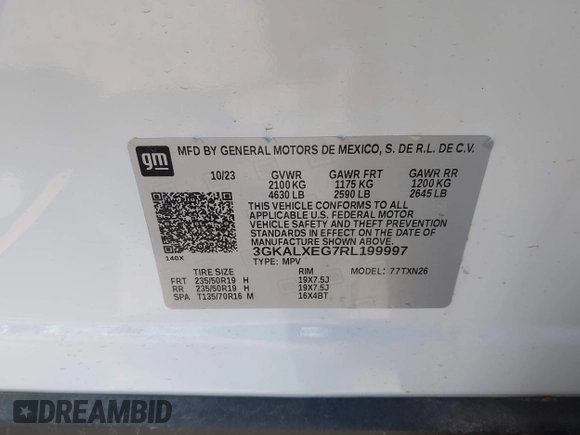 gm
MFD BY GENERAL MOTORS DE MEXICO, S. DE R.L. DE C.V.
10/23 GVWR GAWR FRT GAWR RR
2100 KG 1175 KG 1200 KG
4630 LB 2590 LB 2645 LB
THIS VEHICLE CONFORMS TO ALL
APPLICABLE U.S. FEDERAL MOTOR
VEHICLE SAFETY AND THEFT PREVENTION
STANDARDS IN EFFECT ON THE DATE OF
MANUFACTURE SHOWN ABOVE.
3GKALXEG7RL199997
140X TYPE: MPV MODEL: 77TXN26
TIRE SIZE RIM
FRT 235/50R19 H 19X7.5J
RR 235/50R19 H 19X7.5J
SPA T135/70R16 M 16X4BT
DREAMBID